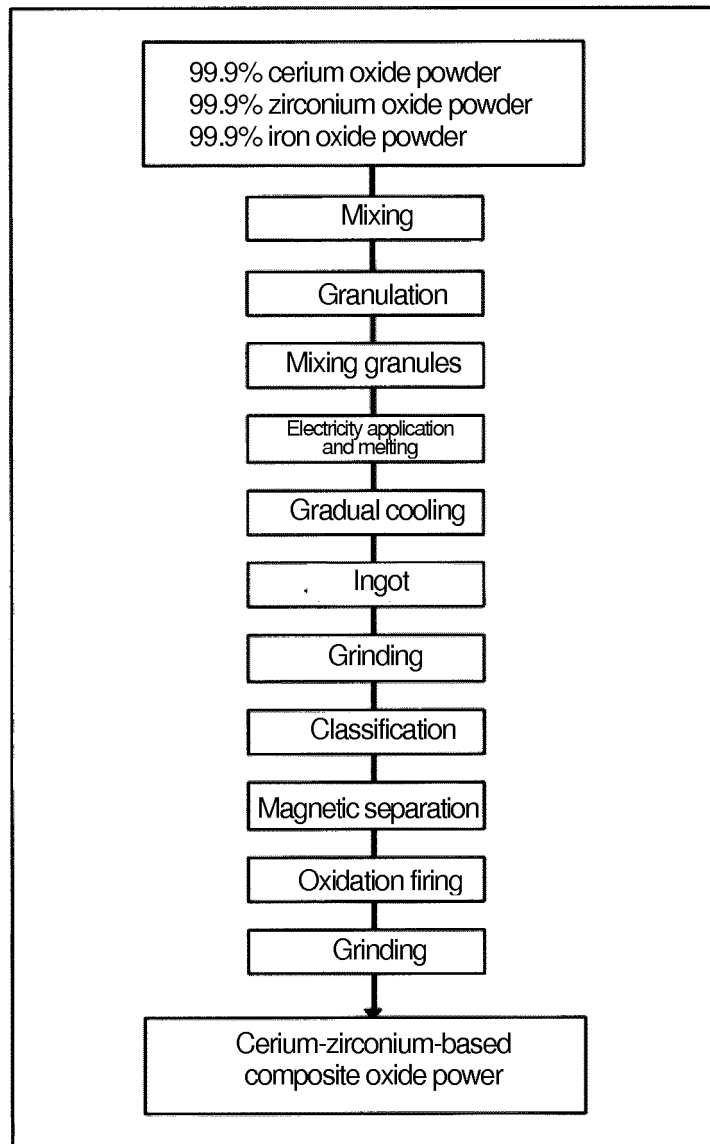 99.9% cerium oxide powder
99.9% zirconium oxide powder
99.9% iron oxide powder
Mixing
Granulation
Mixing granules
Electricity application
and melting
Gradual cooling
Ingot
Grinding
Classification
Magnetic separation
Oxidation firing
Grinding
Cerium-zirconium-based
composite oxide power